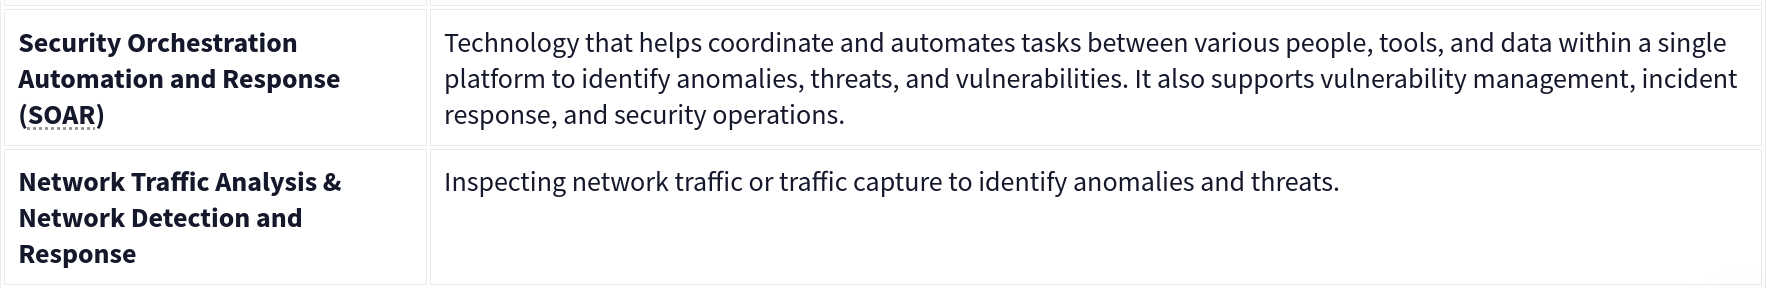 Security Orchestration
Automation and Response
(SOAR)
Technology that helps coordinate and automates tasks between various people, tools, and data within a single
platform to identify anomalies, threats, and vulnerabilities. It also supports vulnerability management, incident
response, and security operations.
Network Traffic Analysis &
Network Detection and
Response
Inspecting network traffic or traffic capture to identify anomalies and threats.